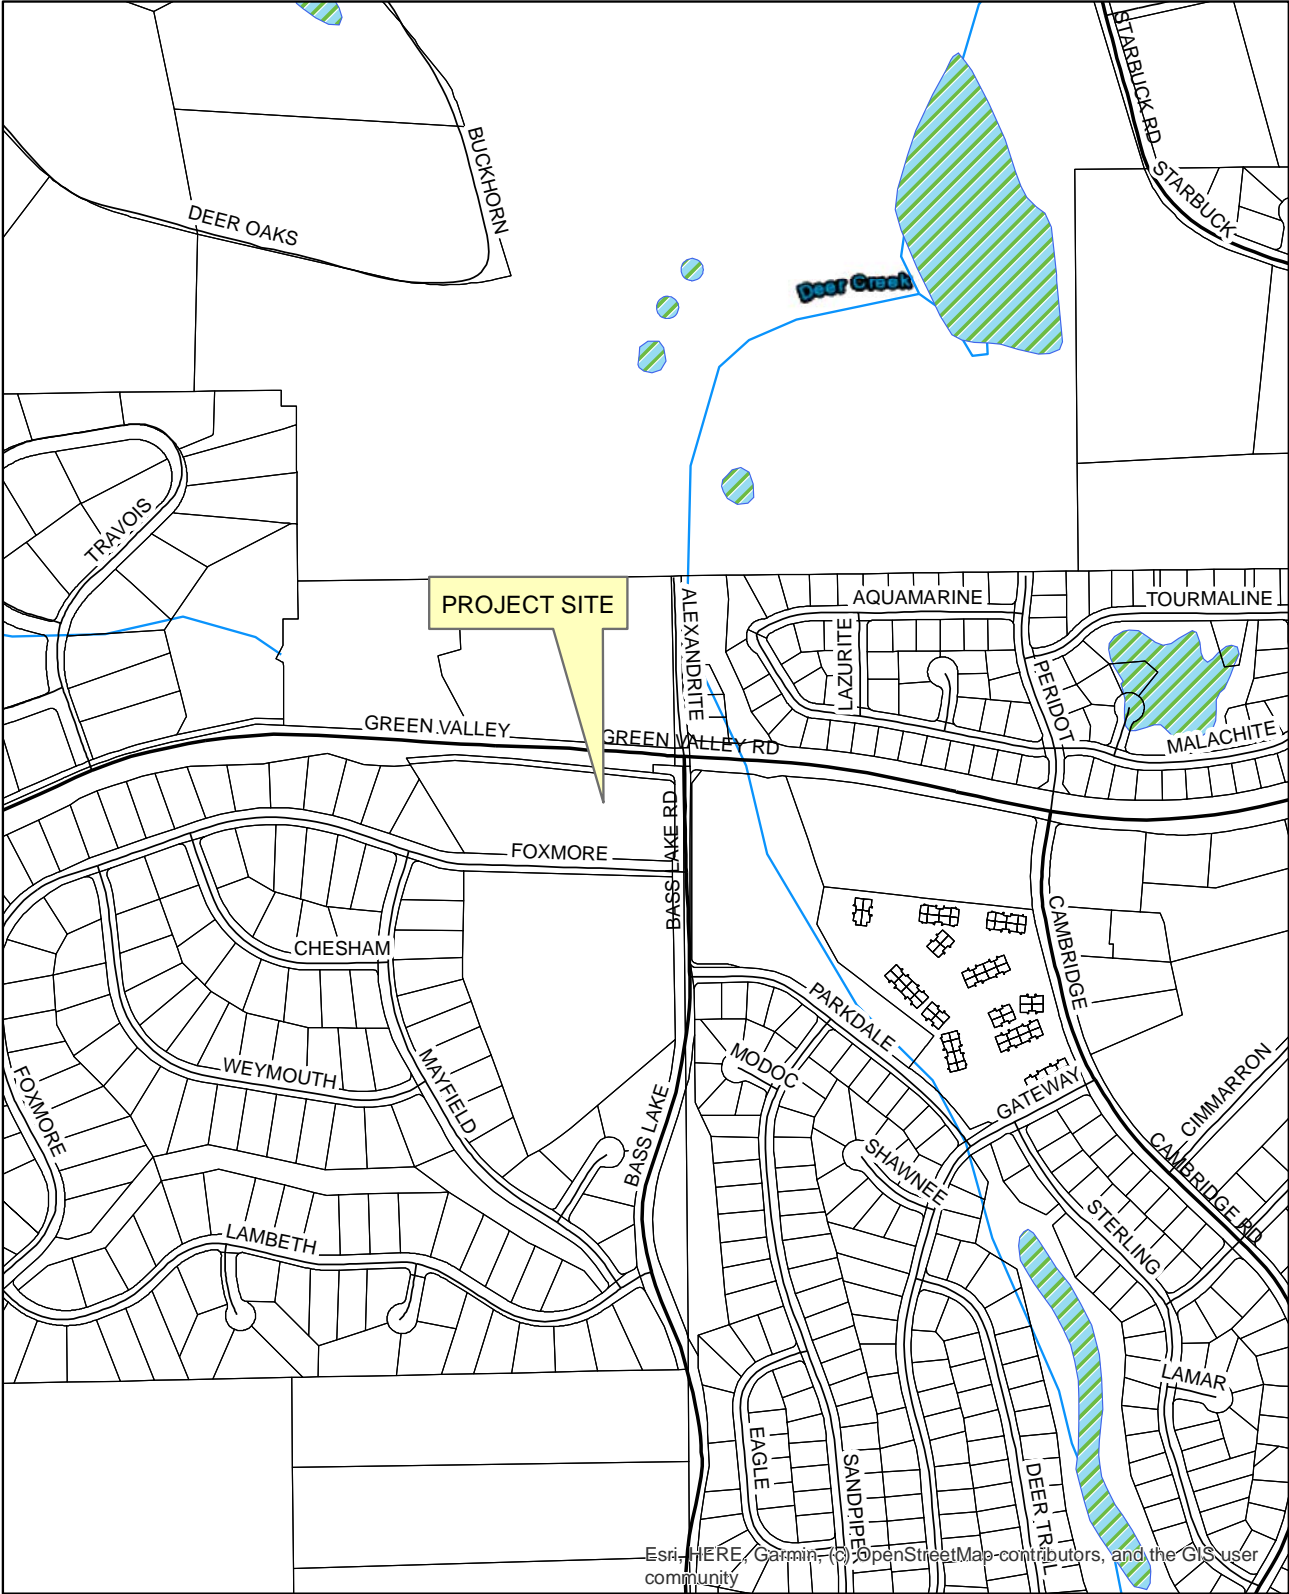 STARBUCK RD
BUCKHORN
STARBUCK
DEER OAKS
Deer Creek
TRAVOIS
PROJECT SITE
ALEXANDRITE
AQUAMARINE
TOURMALINE
LAZURITE
PERIDOT
GREEN VALLEY
GREEN VALLEY RD
MALACHITE
BASS LAKE RD
FOXMORE
CHESHAM
CAMBRIDGE
PARKDALE
WEYMOUTH
MAYFIELD
MODOC
GATEWAY
CIMMARRON
FOXMORE
BASS LAKE
SHAWNEE
CAMBRIDGE RD
STERLING
LAMBETH
LAMAR
EAGLE
SANDPIPE
DEER TRAIL
Esri, HERE, Garmin, (c) OpenStreetMap contributors, and the GIS user
community